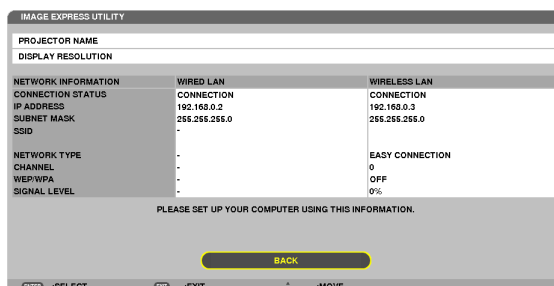 IMAGE EXPRESS UTILITY
PROJECTOR NAME
DISPLAY RESOLUTION
NETWORK INFORMATION WIRED LAN WIRELESS LAN
CONNECTION STATUS CONNECTION CONNECTION
IP ADDRESS 192.168.0.2 192.168.0.3
SUBNET MASK 255.255.255.0 255.255.255.0
SSID -
NETWORK TYPE - EASY CONNECTION
CHANNEL - 0
WEP/WPA - OFF
SIGNAL LEVEL - 0%
PLEASE SET UP YOUR COMPUTER USING THIS INFORMATION.
BACK
ENTER :SELECT EXIT :EXIT :MOVE